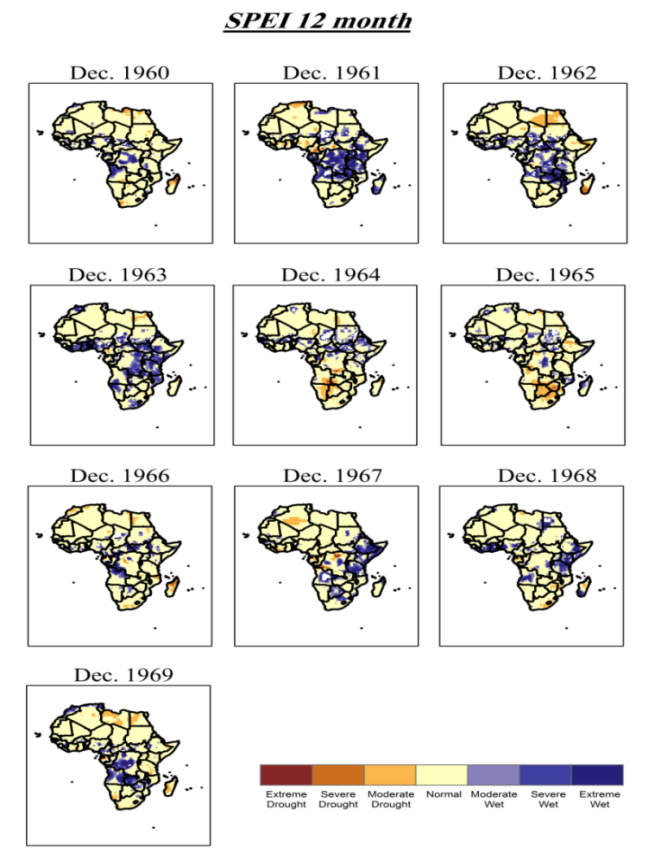 SPEI 12 month
Dec. 1960
Dec. 1961
Dec. 1962
Dec. 1963
Dec. 1964
Dec. 1965
Dec. 1966
Dec. 1967
Dec. 1968
Dec. 1969
Extreme Drought
Severe Drought
Moderate Drought
Normal
Moderate Wet
Severe Wet
Extreme Wet